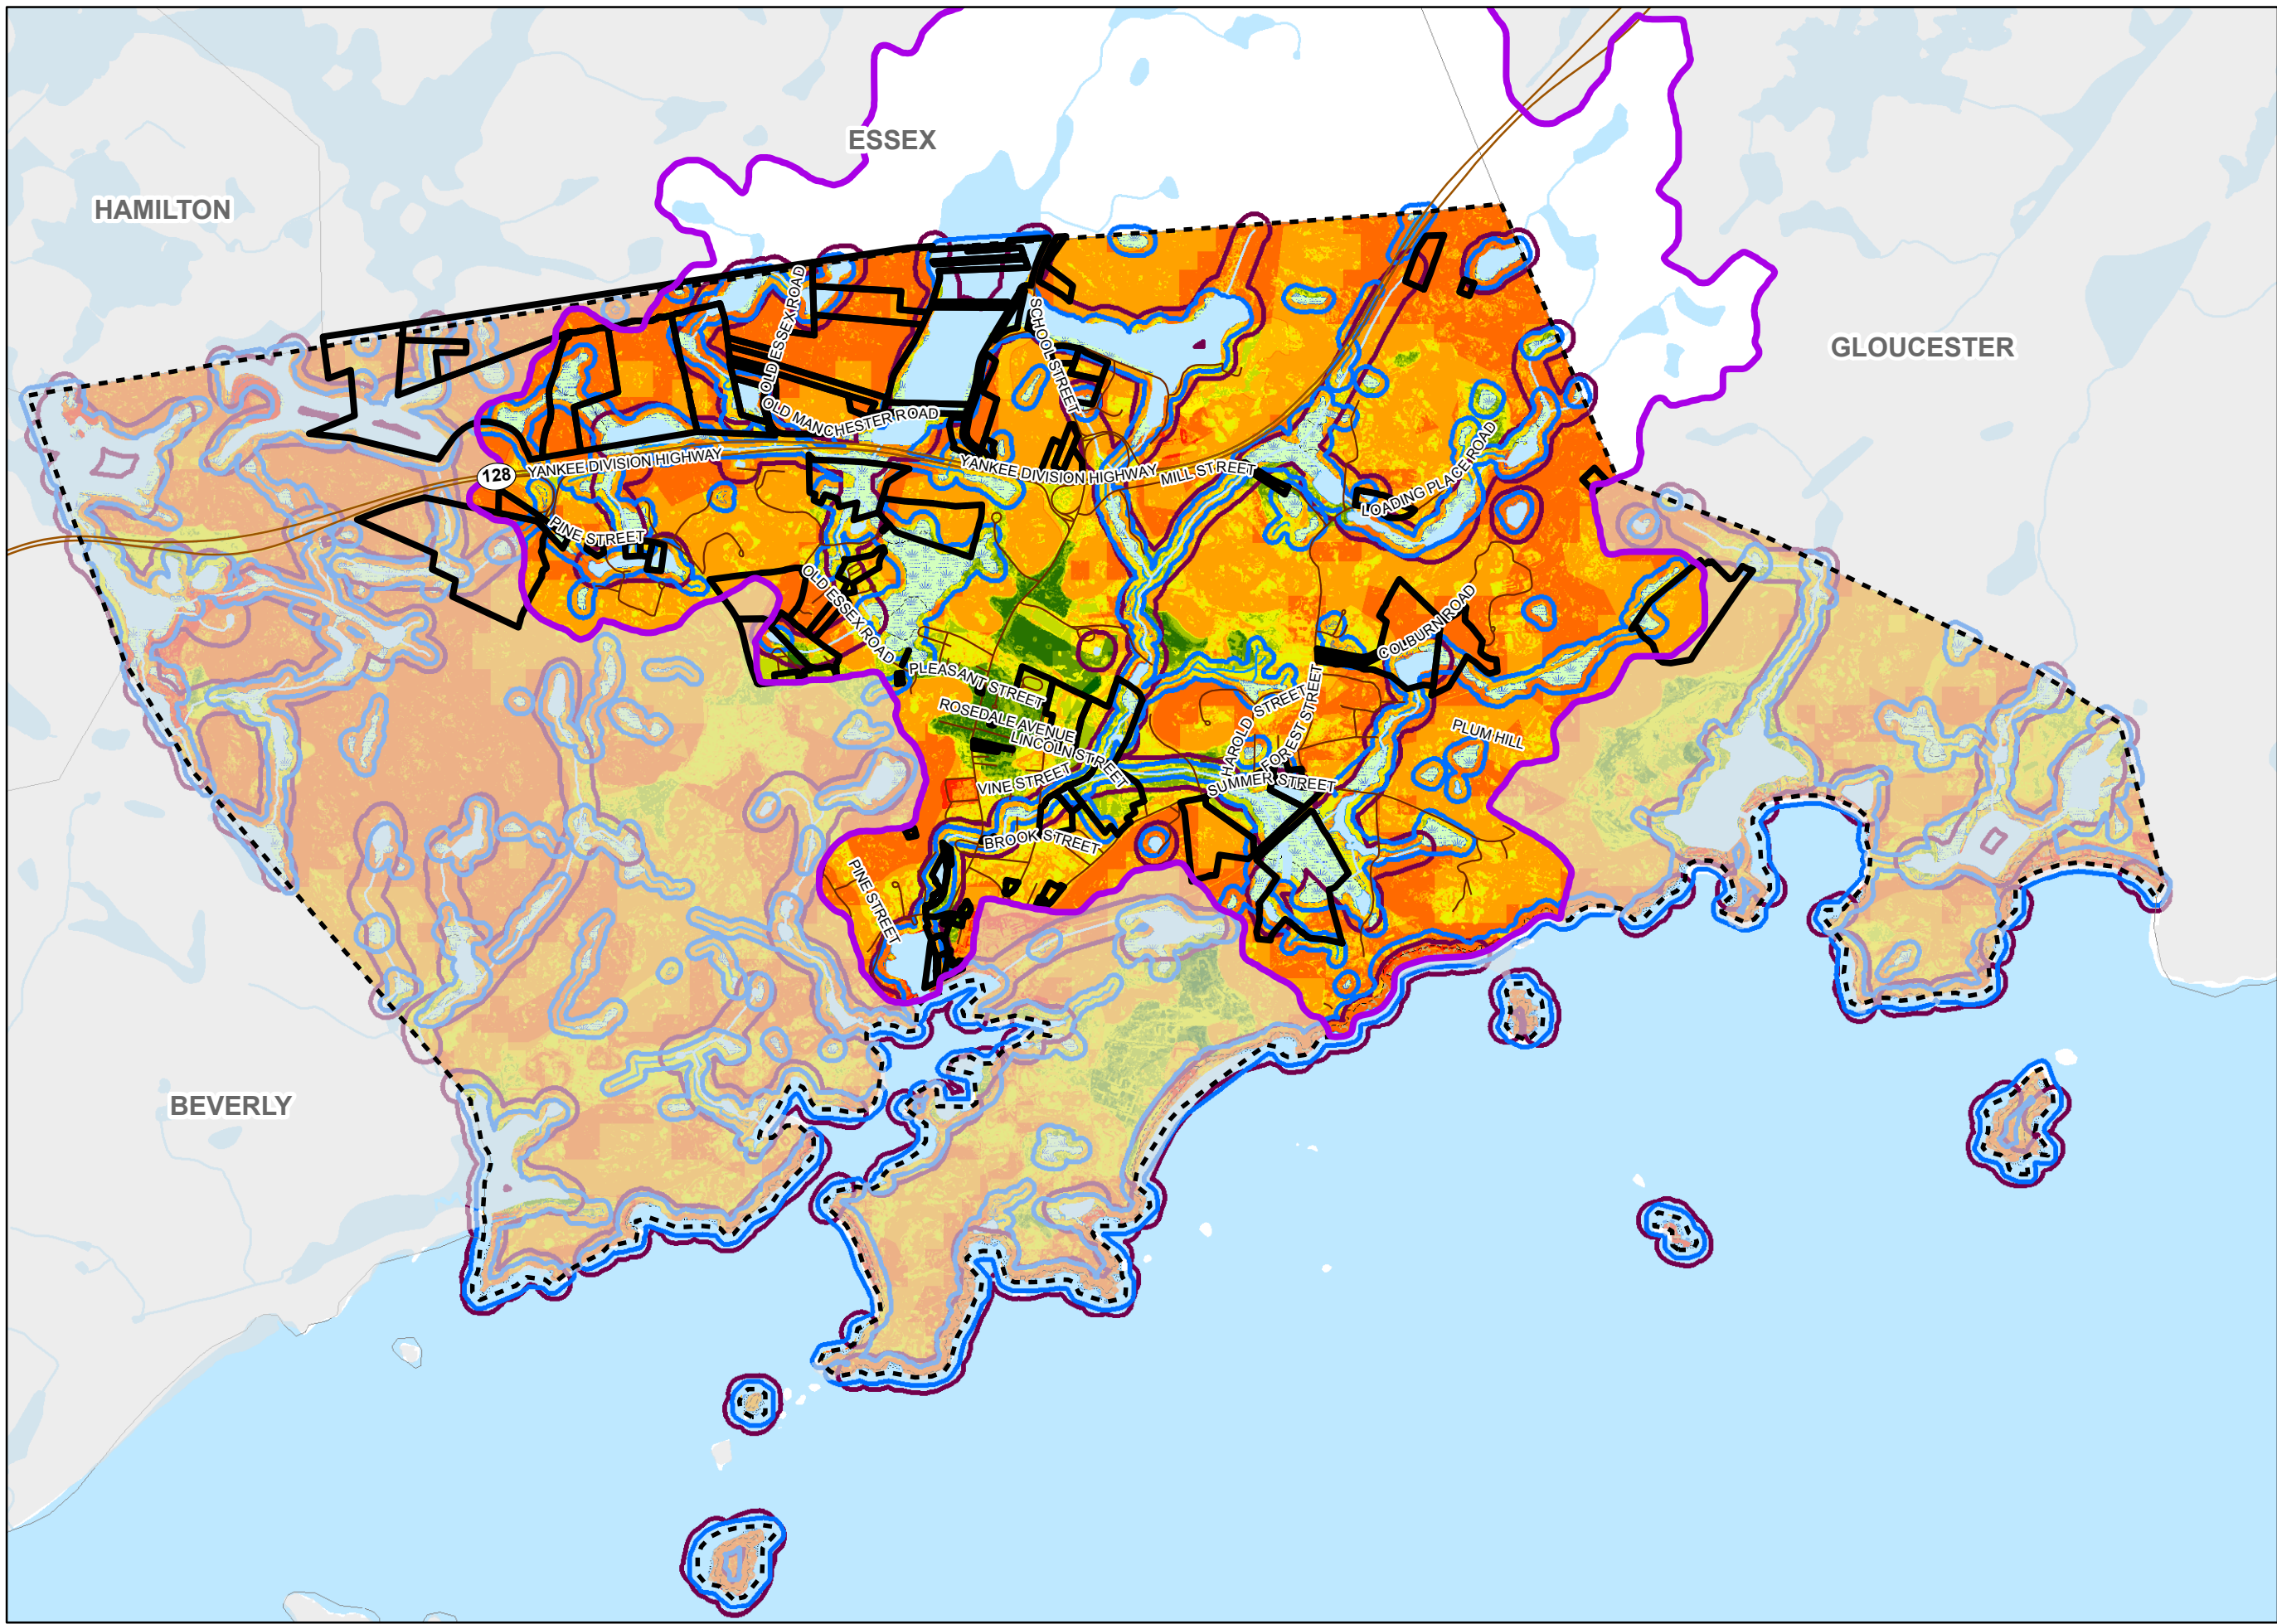 ESSEX
HAMILTON
GLOUCESTER
OLD ESSEX ROAD
SCHOOL STREET
OLD MANCHESTER ROAD
128
YANKEE DIVISION HIGHWAY
YANKEE DIVISION HIGHWAY
MILL STREET
LOADING PLACE ROAD
PINE STREET
OLD ESSEX ROAD
COLBURN ROAD
PLEASANT STREET
ROSEDALE AVENUE
LINCOLN STREET
HAROLD STREET
FOREST STREET
PLUM HILL
VINE STREET
SUMMER STREET
BROOK STREET
PINE STREET
BEVERLY